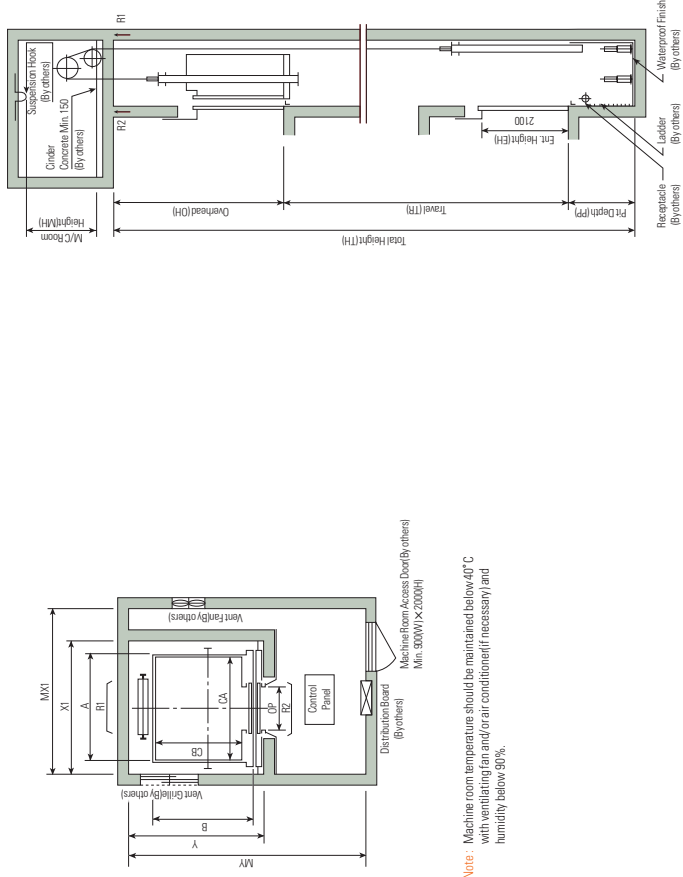 R1
Suspension Hook
(By others)
Cinder
Concrete Min. 150
(By others)
R2
M/C Room
Height(MH)
Overhead (OH)
Travel (TR)
Pit Depth (PP)
Total Height (TH)
2100
Ent. Height (EH)
Waterproof Finish
(By others)
Ladder
(By others)
Receptacle
(By others)
MX1
X1
A
R1
Vent Fan(By others)
CA
CB
OP
R2
Control
Panel
Vent Grille(By others)
B
Y
MY
Distribution Board
(By others)
Machine Room Access Door(By others)
Min. 900(W) × 2000(H)
Note : Machine room temperature should be maintained below 40°C
with ventilating fan and/or air conditioner(if necessary) and
humidity below 90%.